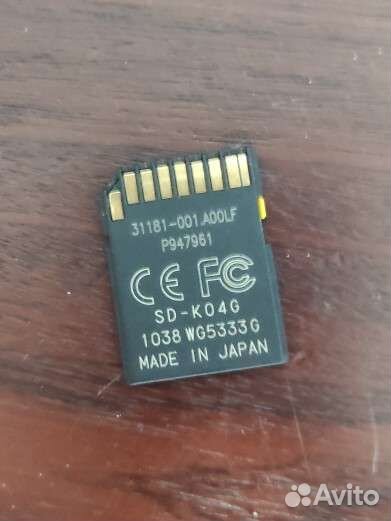 31181-001.A00LF
P947961
CE FC
SD-K04G
1038 WG5333G
MADE IN JAPAN
Avito